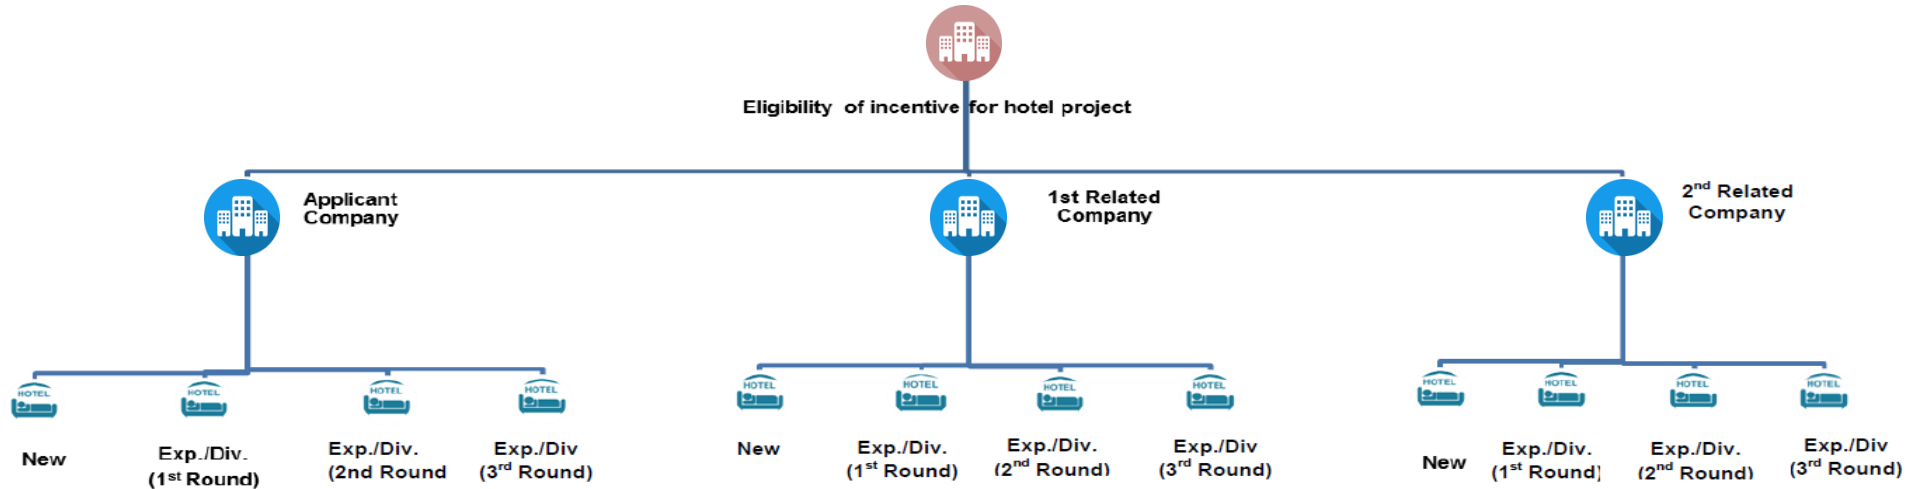 Eligibility of incentive for hotel project
Applicant
Company
1st Related
Company
2nd Related
Company
HOTEL
HOTEL
HOTEL
HOTEL
New
Exp./Div.
(1st Round)
Exp./Div.
(2nd Round
Exp./Div
(3rd Round)
HOTEL
HOTEL
HOTEL
HOTEL
New
Exp./Div.
(1st Round)
Exp./Div.
(2nd Round)
Exp./Div
(3rd Round)
HOTEL
HOTEL
HOTEL
HOTEL
New
Exp./Div.
(1st Round)
Exp./Div.
(2nd Round)
Exp./Div
(3rd Round)